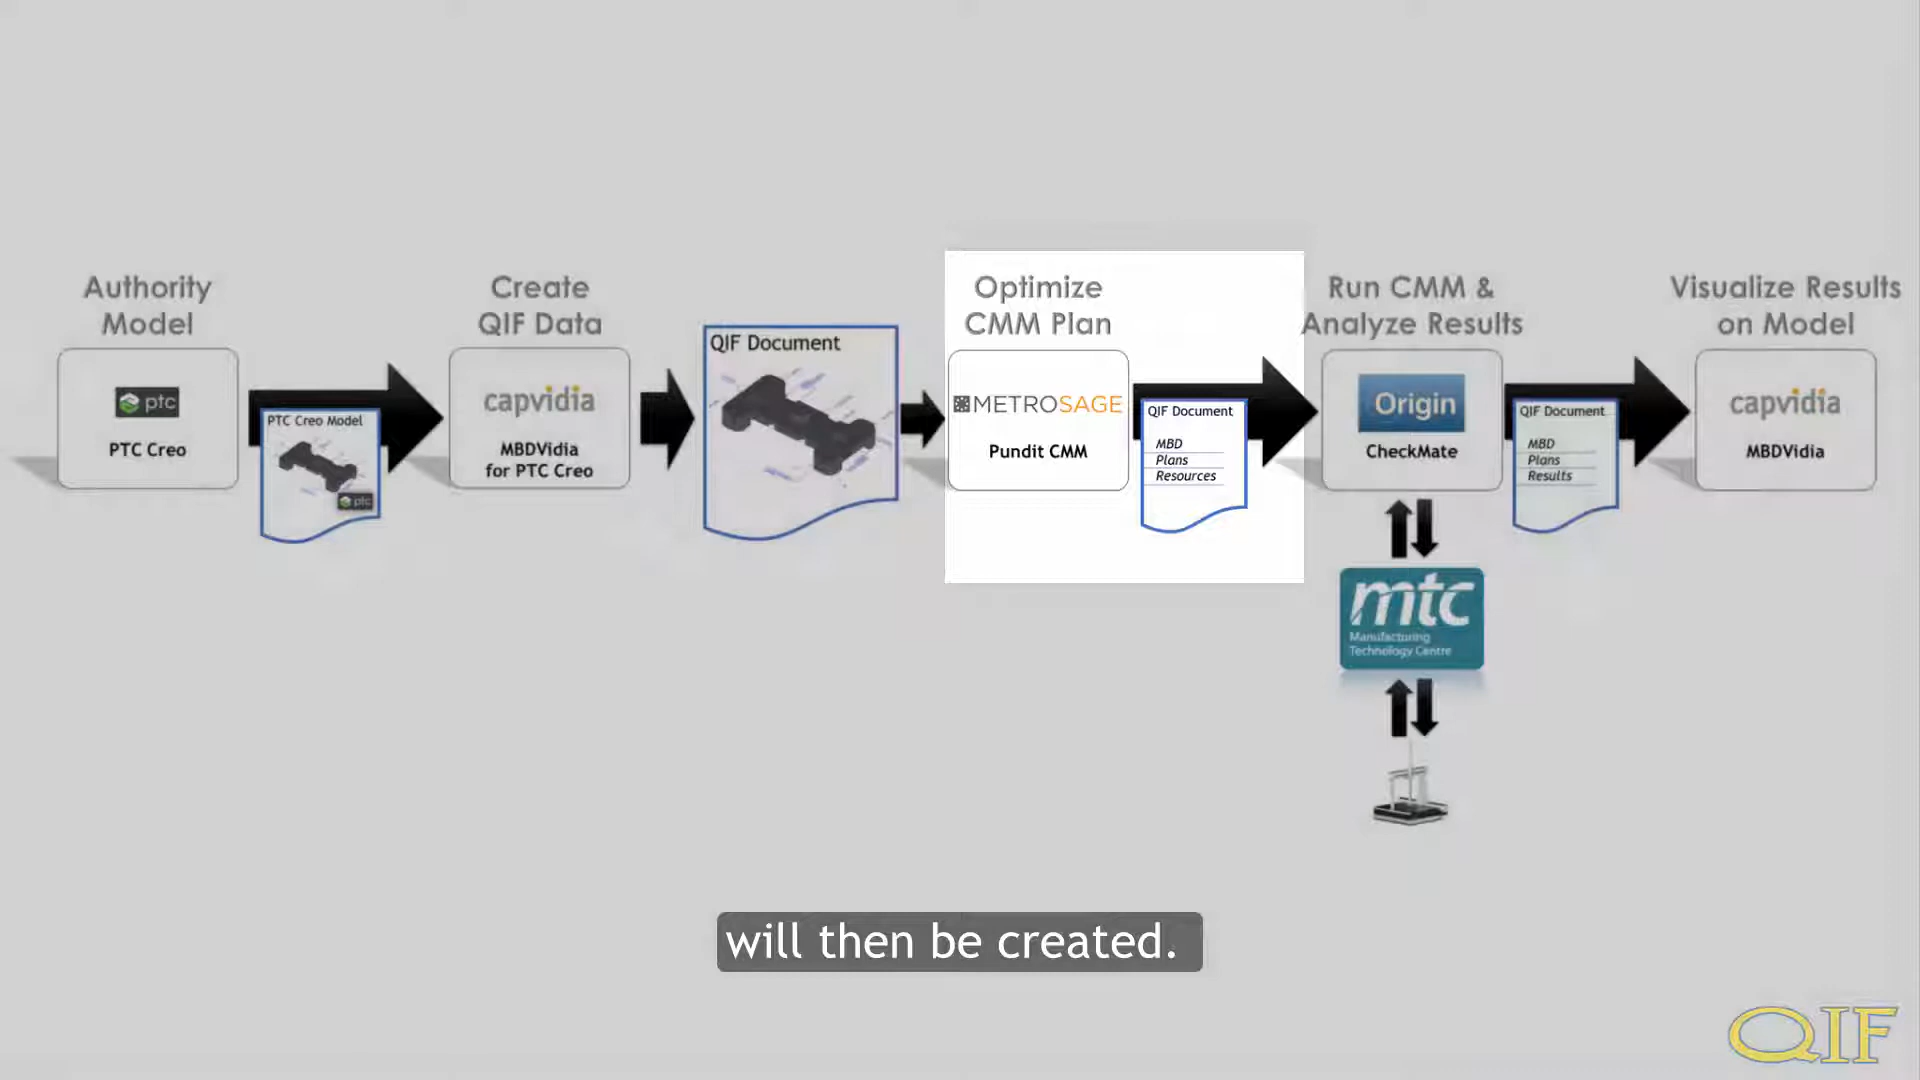 Authority
Model
ptc
PTC Creo
PTC Creo Model
ptc
Create
QIF Data
capvidia
MBDVidia
for PTC Creo
QIF Document
Optimize
CMM Plan
METROSAGE
Pundit CMM
QIF Document
MBD
Plans
Resources
Run CMM &
Analyze Results
Origin
CheckMate
mtc
Manufacturing
Technology Centre
QIF Document
MBD
Plans
Results
Visualize Results
on Model
capvidia
MBDVidia
will then be created.
QIF